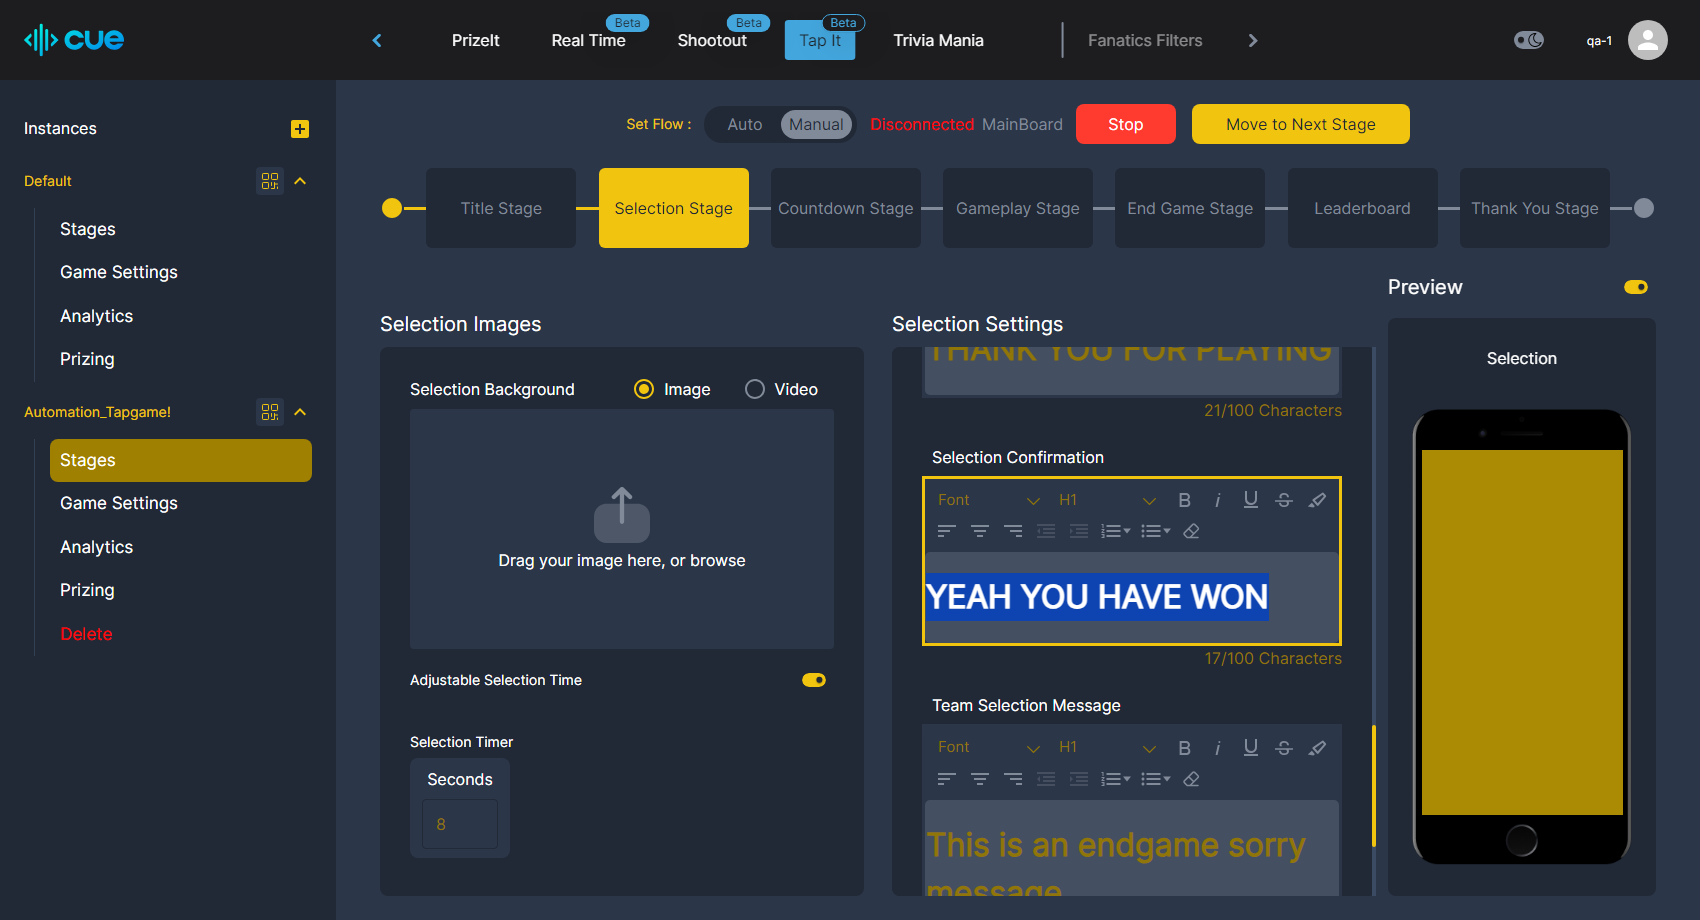 cue
PrizeIt
Real Time
Beta
Shootout
Beta
Tap It
Beta
Trivia Mania
Fanatics Filters
qa-1
Instances
Default
Stages
Game Settings
Analytics
Prizing
Automation_Tapgame!
Stages
Game Settings
Analytics
Prizing
Delete
Set Flow :
Auto
Manual
Disconnected MainBoard
Stop
Move to Next Stage
Title Stage
Selection Stage
Countdown Stage
Gameplay Stage
End Game Stage
Leaderboard
Thank You Stage
Selection Images
Selection Background
Image
Video
Drag your image here, or browse
Adjustable Selection Time
Selection Timer
Seconds
8
Selection Settings
THANK YOU FOR PLAYING
21/100 Characters
Selection Confirmation
Font
H1
YEAH YOU HAVE WON
17/100 Characters
Team Selection Message
Font
H1
This is an endgame sorry
message
Preview
Selection